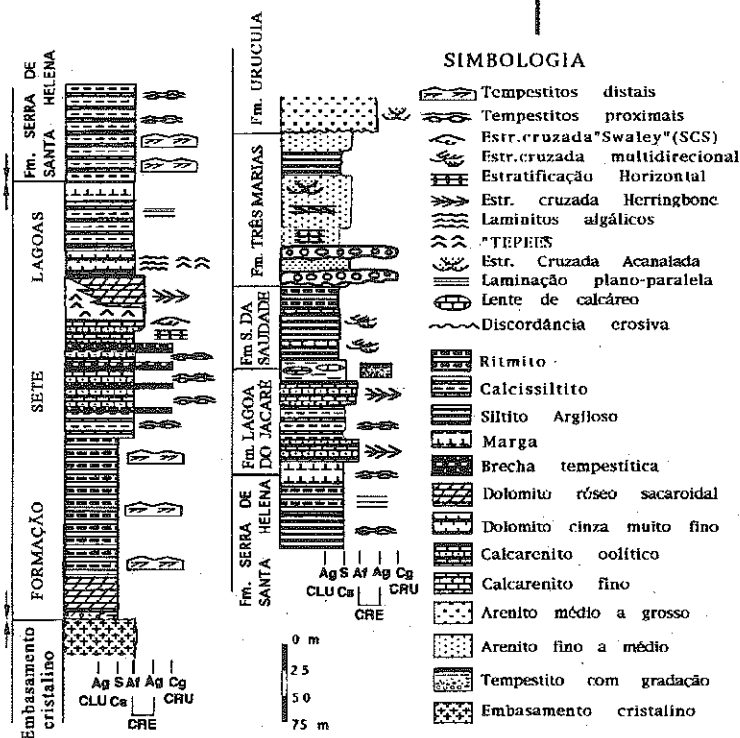 Fm. SERRA DE
SANTA HELENA
FORMAÇÃO SETE LAGOAS
Embasamento
cristalino
Ag S Af Ag Cg
CLU Cs CRU
CRE
Fm. URUCUIA
Fm. TRÊS MARIAS
Fm S. DA
SAUDADE
Fm. LAGOA
DO JACARÉ
Fm. SERRA DE
SANTA HELENA
Ag S Af Ag Cg
CLU Cs CRU
CRE
0 m
25
50
75 m
SIMBOLOGIA
Tempestitos distais
Tempestitos proximais
Estr.cruzada"Swaley"(SCS)
Estr.cruzada multidirecional
Estratificação Horizontal
Estr. cruzada Herringbone
Laminitos algálicos
"TEPEES
Estr. Cruzada Acanalada
Laminação plano-paralela
Lente de calcáreo
Discordância erosiva
Ritmito
Calcissiltito
Siltito Argiloso
Marga
Brecha tempestítica
Dolomito róseo sacaroidal
Dolomito cinza muito fino
Calcarenito oolítico
Calcarenito fino
Arenito médio a grosso
Arenito fino a médio
Tempestito com gradação
Embasamento cristalino